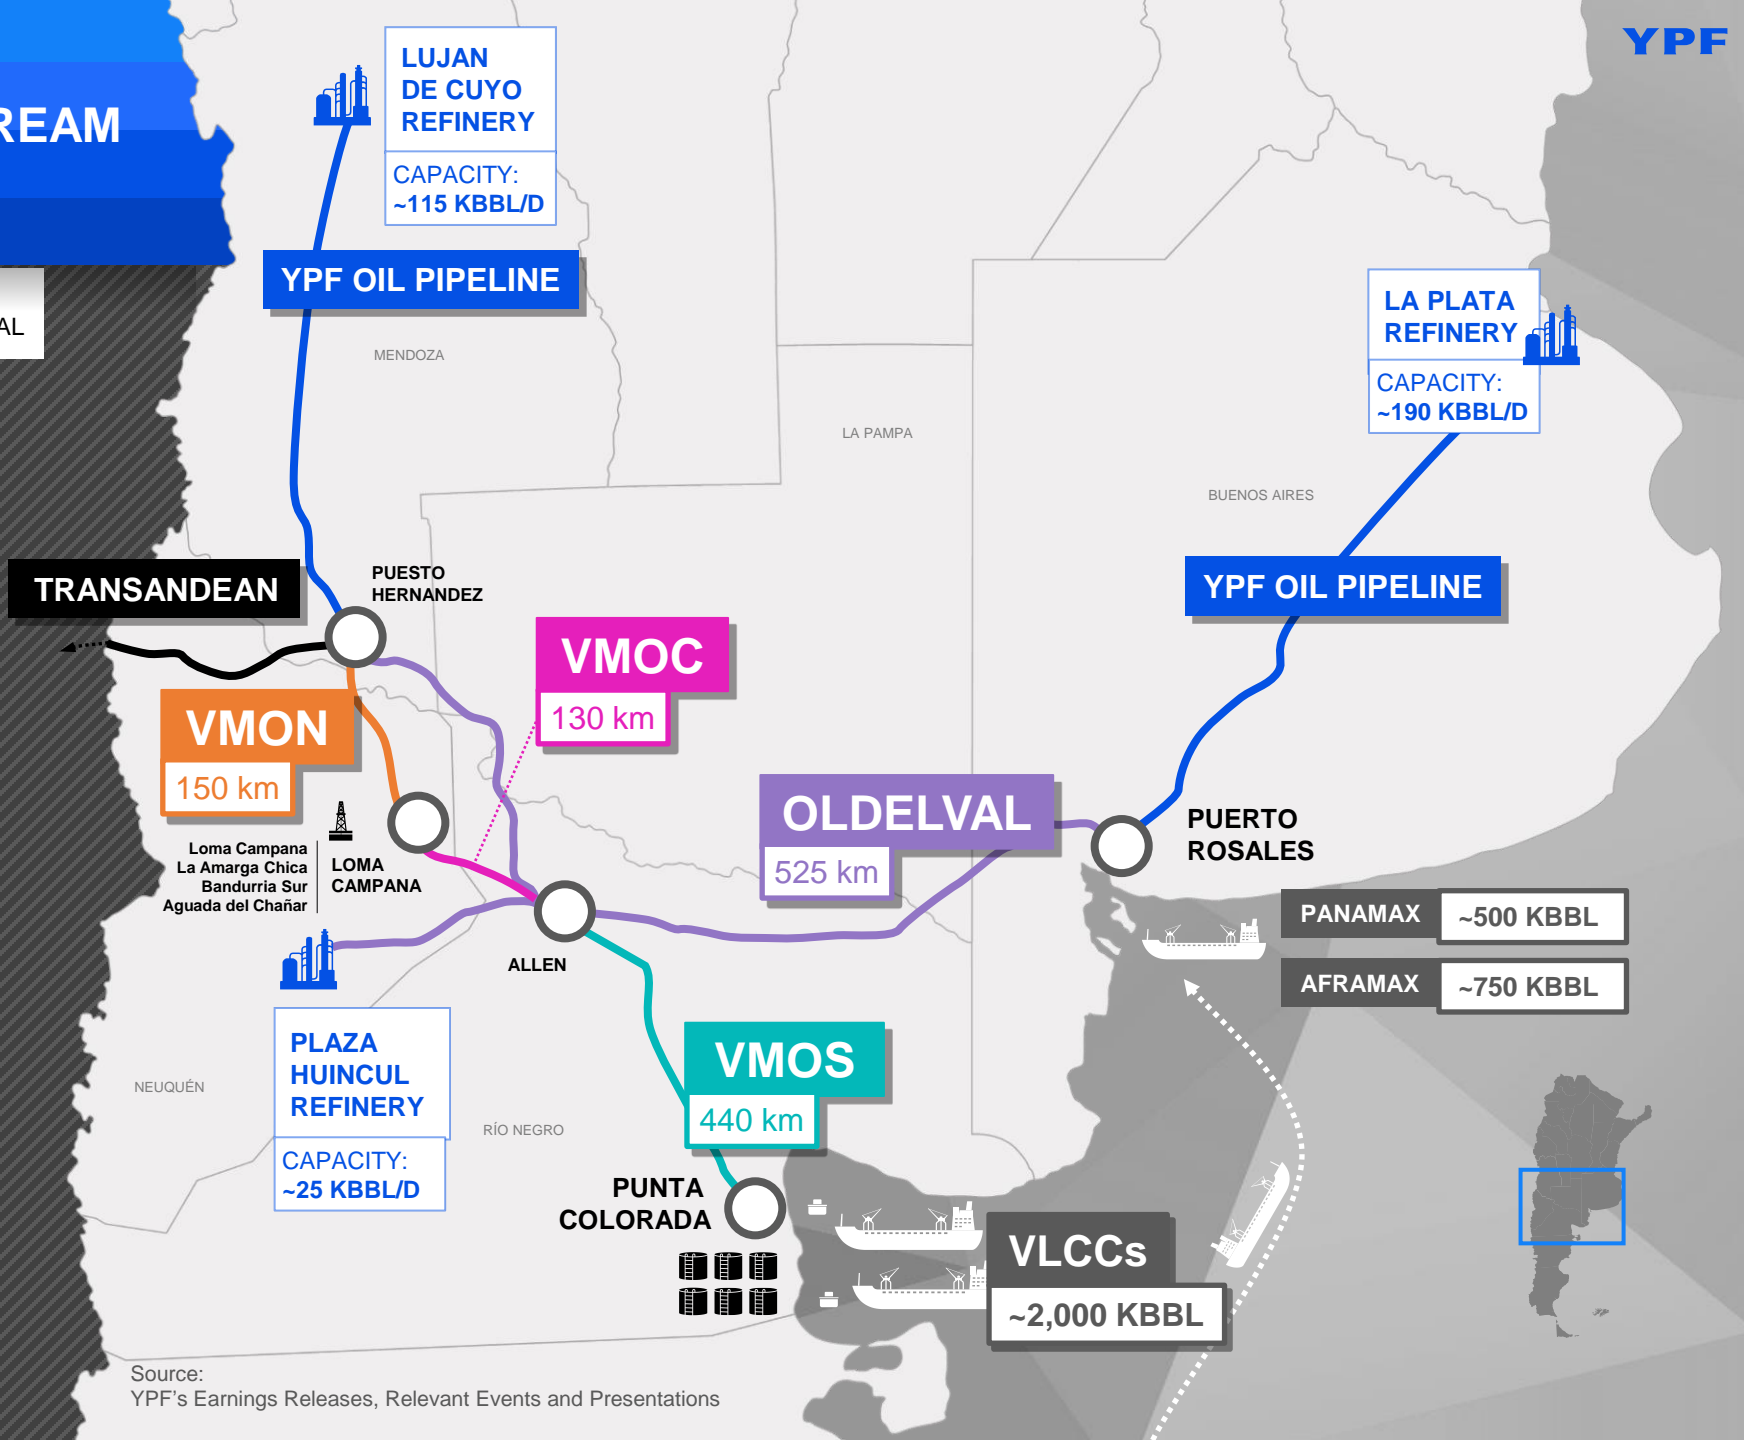 YPF
REAM
AL
LUJAN
DE CUYO
REFINERY
CAPACITY:
~115 KBBL/D
YPF OIL PIPELINE
MENDOZA
LA PAMPA
LA PLATA
REFINERY
CAPACITY:
~190 KBBL/D
BUENOS AIRES
YPF OIL PIPELINE
TRANSANDEAN
PUESTO
HERNANDEZ
VMOC
130 km
VMON
150 km
OLDELVAL
525 km
PUERTO
ROSALES
Loma Campana
La Amarga Chica
Bandurria Sur
Aguada del Chañar
LOMA
CAMPANA
PANAMAX ~500 KBBL
AFRAMAX ~750 KBBL
ALLEN
PLAZA
HUINCUL
REFINERY
CAPACITY:
~25 KBBL/D
NEUQUÉN
RÍO NEGRO
VMOS
440 km
PUNTA
COLORADA
VLCCs
~2,000 KBBL
Source:
YPF's Earnings Releases, Relevant Events and Presentations